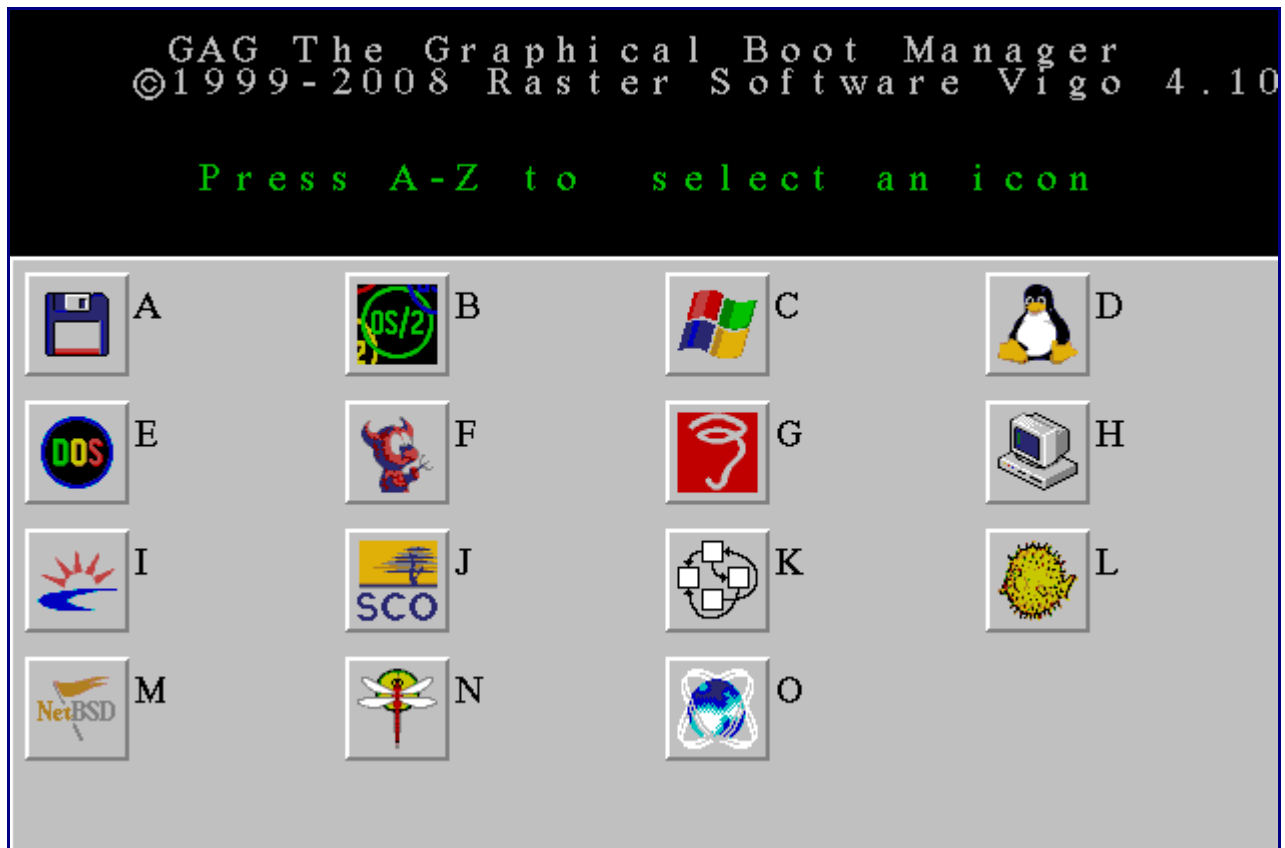 GAG The Graphical Boot Manager
©1999-2008 Raster Software Vigo 4.10
Press A-Z to select an icon
A
OS/2
B
C
D
DOS
E
F
G
H
I
SCO
J
K
L
NetBSD
M
N
O